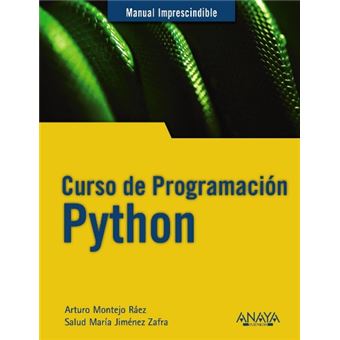 Manual Imprescindible
Curso de Programación
Python
Arturo Montejo Ráez
Salud María Jiménez Zafra
ANAYA